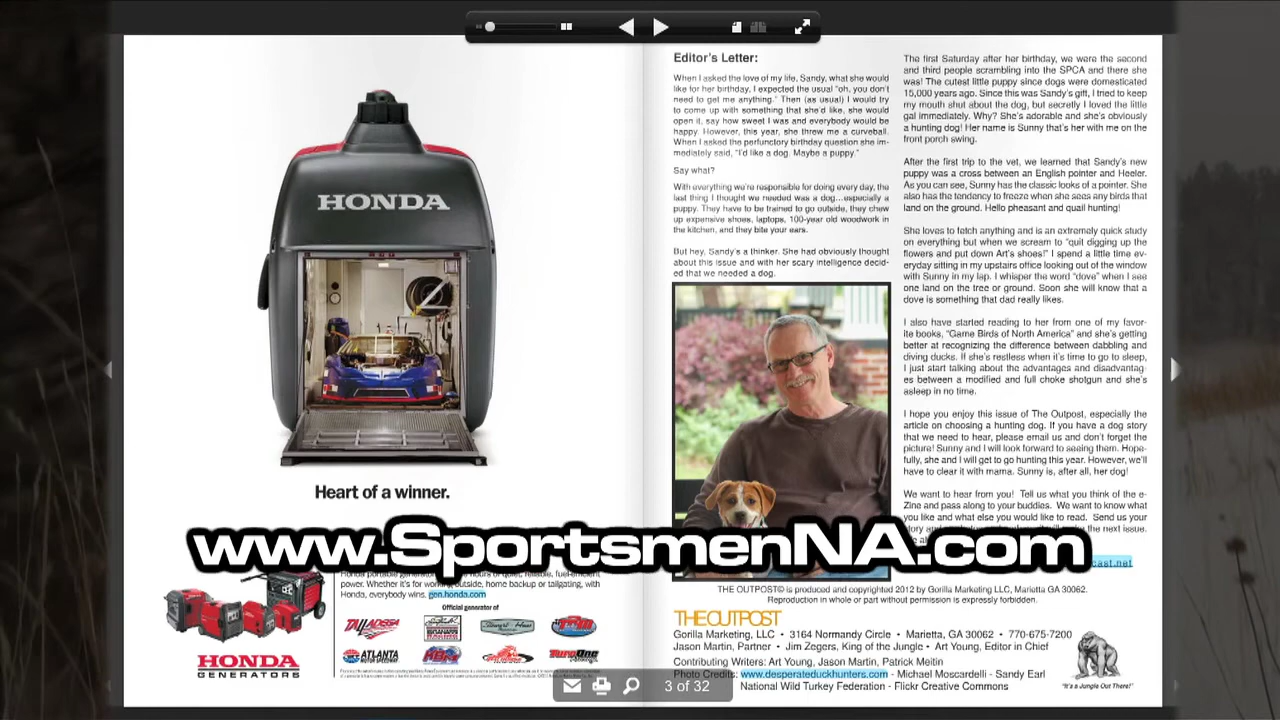 HONDA
Heart of a winner.
power. Whether it's for working outside, home backup or tailgating, with
Honda, everybody wins. gen.honda.com
Official generator of
TALLADEGA
ATLANTA
HONDA
GENERATORS
Editor's Letter:
When I asked the love of my life, Sandy, what she would
like for her birthday, I expected the usual "oh, you don't
need to get me anything." Then (as usual) I would try
to come up with something that she'd like, she would
open it, say how sweet I was and everybody would be
happy. However, this year, she threw me a curveball.
When I asked the perfunctory birthday question she im-
mediately said, "I'd like a dog. Maybe a puppy."
Say what?
With everything we're responsible for doing every day, the
last thing I thought we needed was a dog...especially a
puppy. They have to be trained to go outside, they chew
up expensive shoes, laptops, 100-year old woodwork in
the kitchen, and they bite your ears.
But hey, Sandy's a thinker. She had obviously thought
about this issue and with her scary intelligence decid-
ed that we needed a dog.
The first Saturday after her birthday, we were the second
and third people scrambling into the SPCA and there she
was! The cutest little puppy since dogs were domesticated
15,000 years ago. Since this was Sandy's gift, I tried to keep
my mouth shut about the dog, but secretly I loved the little
gal immediately. Why? She's adorable and she's obviously
a hunting dog! Her name is Sunny that's her with me on the
front porch swing.
After the first trip to the vet, we learned that Sandy's new
puppy was a cross between an English pointer and Heeler.
As you can see, Sunny has the classic looks of a pointer. She
also has the tendency to freeze when she sees any birds that
land on the ground. Hello pheasant and quail hunting!
She loves to fetch anything and is an extremely quick study
on everything but when we scream to "quit digging up the
flowers and put down Art's shoes!" I spend a little time ev-
eryday sitting in my upstairs office looking out of the window
with Sunny in my lap. I whisper the word "dove" when I see
one land on the tree or ground. Soon she will know that a
dove is something that dad really likes.
I also have started reading to her from one of my favor-
ite books, "Game Birds of North America" and she's getting
better at recognizing the difference between dabbling and
diving ducks. If she's restless when it's time to go to sleep,
I just start talking about the advantages and disadvantag-
es between a modified and full choke shotgun and she's
asleep in no time.
I hope you enjoy this issue of The Outpost, especially the
article on choosing a hunting dog. If you have a dog story
that we need to hear, please email us and don't forget the
picture! Sunny and I will look forward to seeing them. Hope-
fully, she and I will get to go hunting this year. However, we'll
have to clear it with mama. Sunny is, after all, her dog!
We want to hear from you! Tell us what you think of the e-
Zine and pass along to your buddies. We want to know what
you like and what else you would like to read. Send us your
the next issue.
cast.net
www.SportsmenNA.com
THE OUTPOST© is produced and copyrighted 2012 by Gorilla Marketing LLC, Marietta GA 30062.
Reproduction in whole or part without permission is expressly forbidden.
THE OUTPOST
Gorilla Marketing, LLC • 3164 Normandy Circle • Marietta, GA 30062 • 770-675-7200
Jason Martin, Partner • Jim Zegers, King of the Jungle • Art Young, Editor in Chief
Contributing Writers: Art Young, Jason Martin, Patrick Meitin
Photo Credits: www.desperateduckhunters.com - Michael Moscardelli - Sandy Earl
National Wild Turkey Federation - Flickr Creative Commons
"It's a Jungle Out There!"
3 of 32